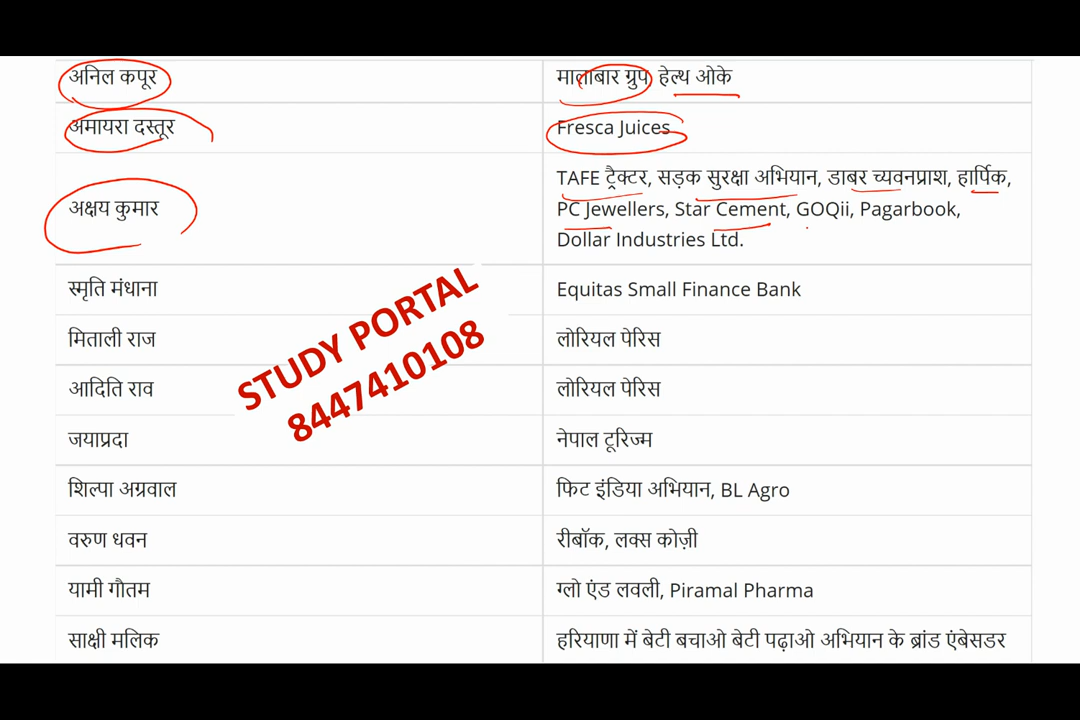 अनिल कपूर मालाबार ग्रुप, हेल्थ ओके
अमायरा दस्तूर Fresca Juices
अक्षय कुमार TAFE ट्रैक्टर, सड़क सुरक्षा अभियान, डाबर च्यवनप्राश, हार्पिक,
PC Jewellers, Star Cement, GOQii, Pagarbook,
Dollar Industries Ltd.
स्मृति मंधाना Equitas Small Finance Bank
मिताली राज लोरियल पेरिस
आदिति राव लोरियल पेरिस
जयाप्रदा नेपाल टूरिज्म
शिल्पा अग्रवाल फिट इंडिया अभियान, BL Agro
वरुण धवन रीबॉक, लक्स कोज़ी
यामी गौतम ग्लो एंड लवली, Piramal Pharma
साक्षी मलिक हरियाणा में बेटी बचाओ बेटी पढ़ाओ अभियान के ब्रांड एंबेसडर
STUDY PORTAL
8447410108